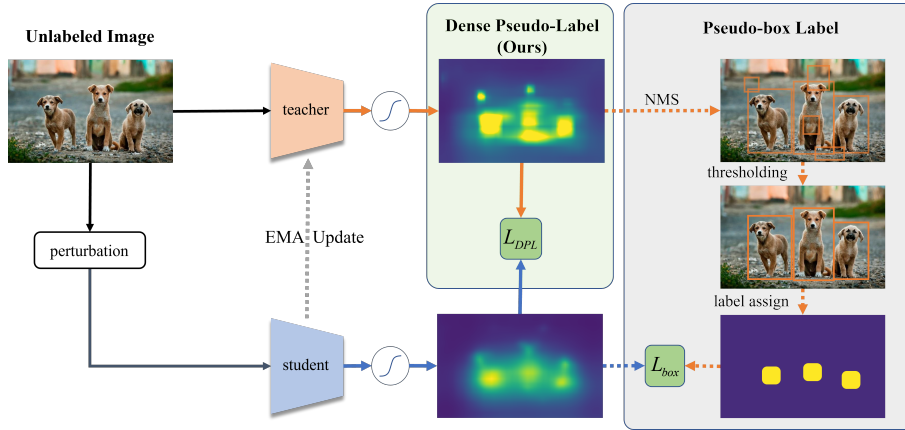 Unlabeled Image
Dense Pseudo-Label
(Ours)
Pseudo-box Label
teacher
NMS
thresholding
perturbation
EMA Update
L_DPL
label assign
student
L_box